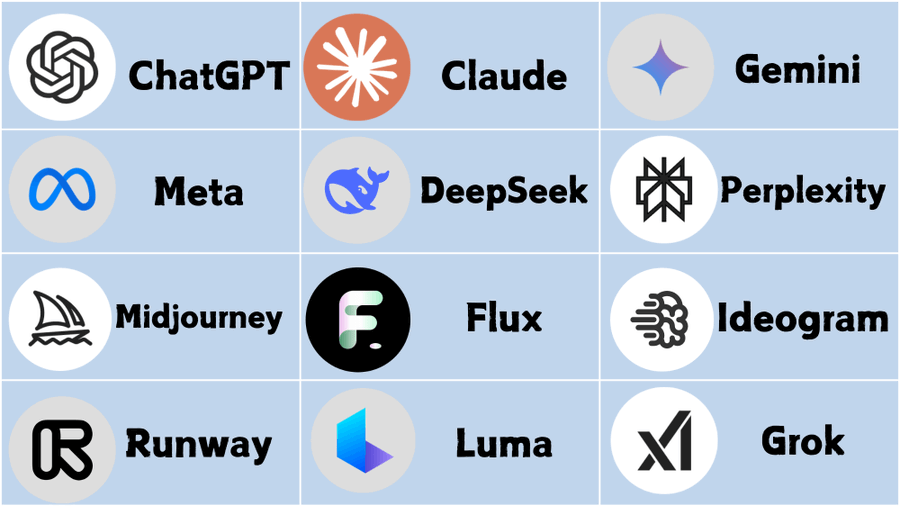 ChatGPT
Claude
Gemini
Meta
DeepSeek
Perplexity
Midjourney
Flux
Ideogram
Runway
Luma
Grok